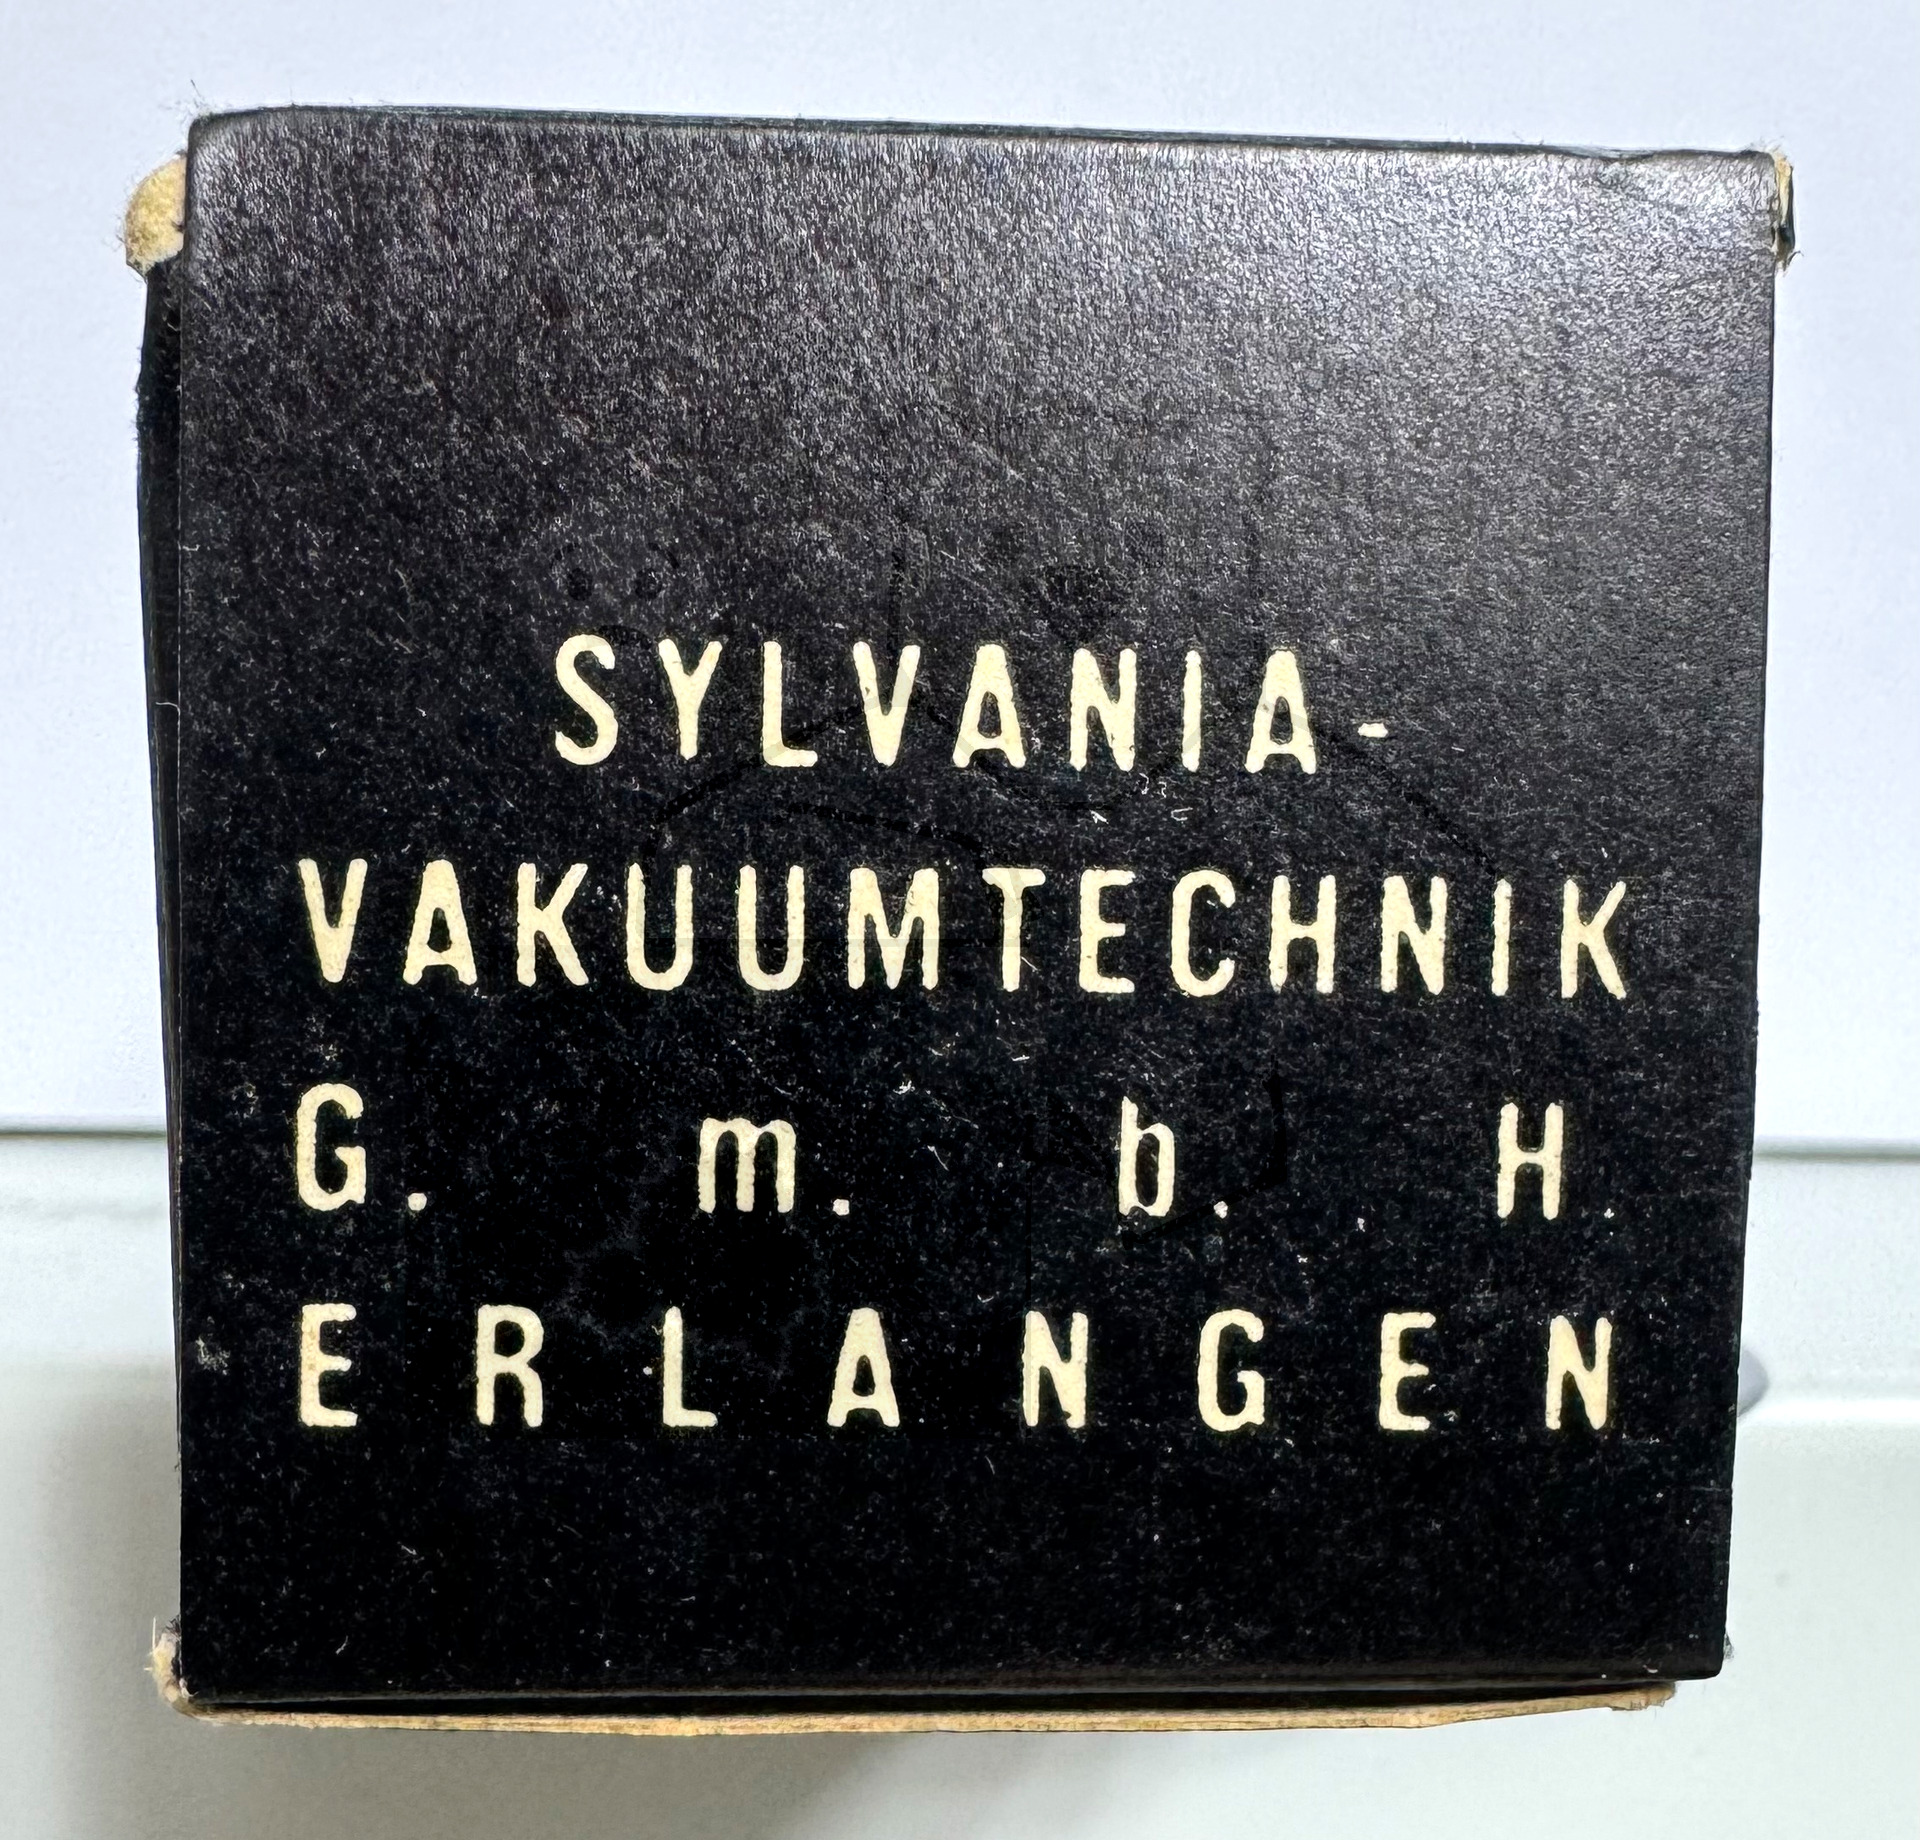 SYLVANIA-
VAKUUMTECHNIK
G. m. b. H.
ERLANGEN